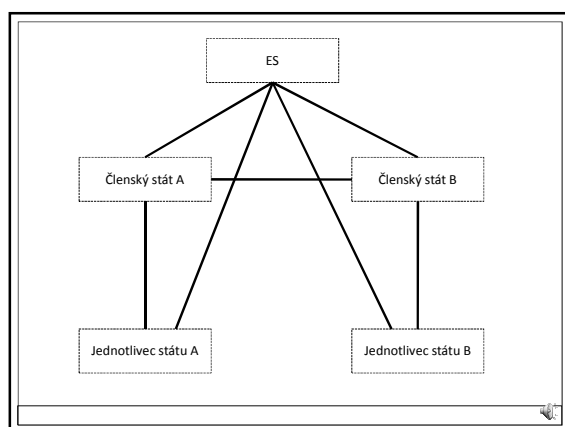 ES
Členský stát A
Členský stát B
Jednotlivec státu A
Jednotlivec státu B